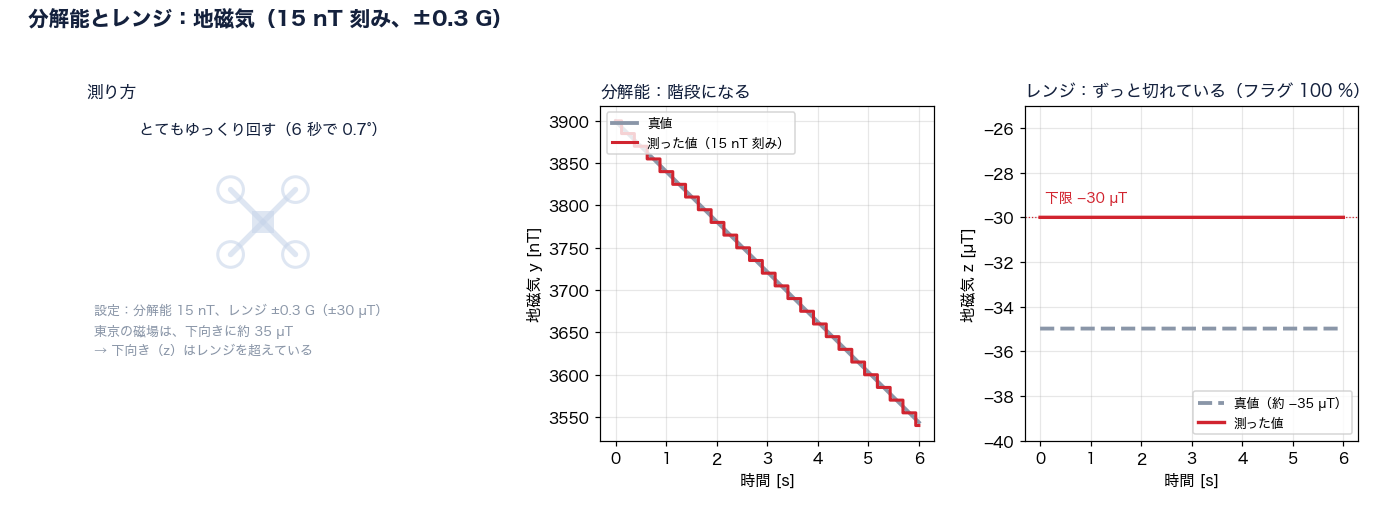 分解能とレンジ：地磁気（15 nT 刻み、±0.3 G）
測り方
とてもゆっくり回す（6 秒で 0.7°）
設定：分解能 15 nT、レンジ ±0.3 G（±30 μT）
東京の磁場は、下向きに約 35 μT
→ 下向き（z）はレンジを超えている
分解能：階段になる
真値
測った値（15 nT 刻み）
地磁気 y [nT]
3900
3850
3800
3750
3700
3650
3600
3550
0 1 2 3 4 5 6
時間 [s]
レンジ：ずっと切れている（フラグ 100 %）
下限 −30 μT
地磁気 z [μT]
−26
−28
−30
−32
−34
−36
−38
−40
真値（約 −35 μT）
測った値
0 1 2 3 4 5 6
時間 [s]